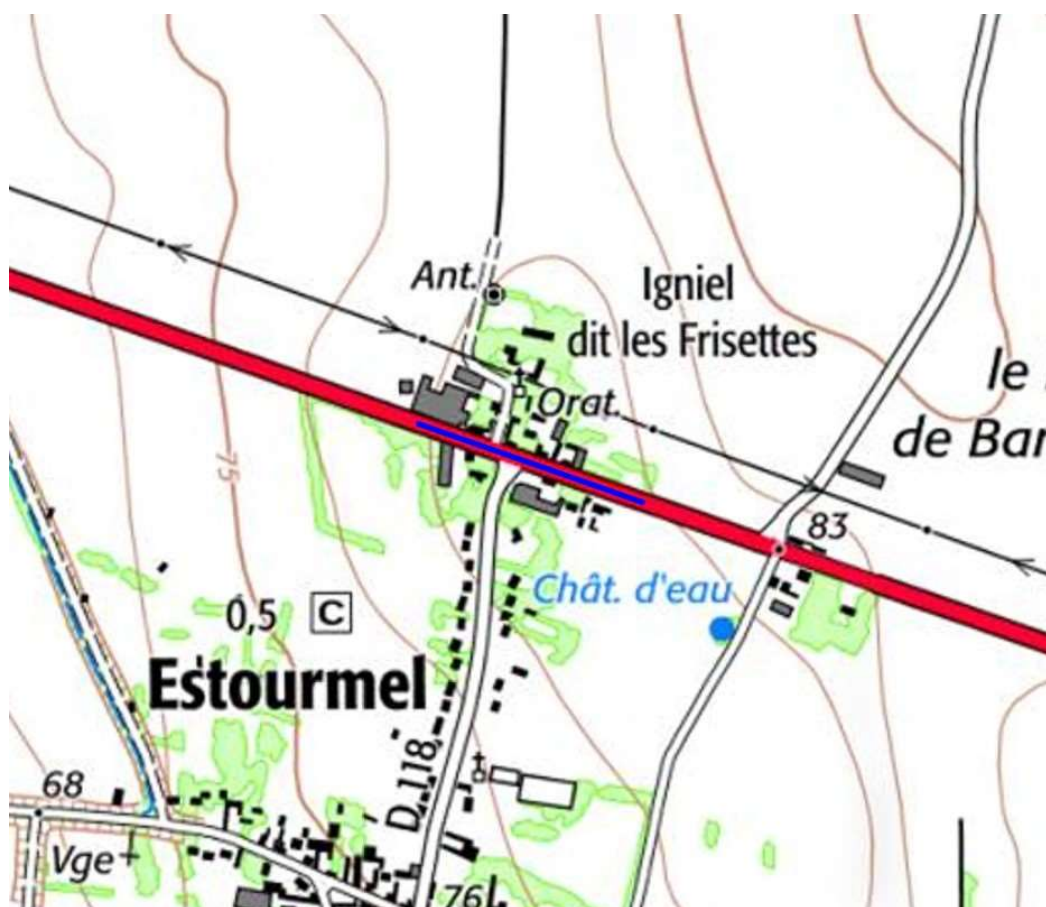 Ant.
Igniel
dit les Frisettes
le
Orat.
de Bar
75
83
Chât. d'eau
0,5 C
Estourmel
D 118
68
Vge
76